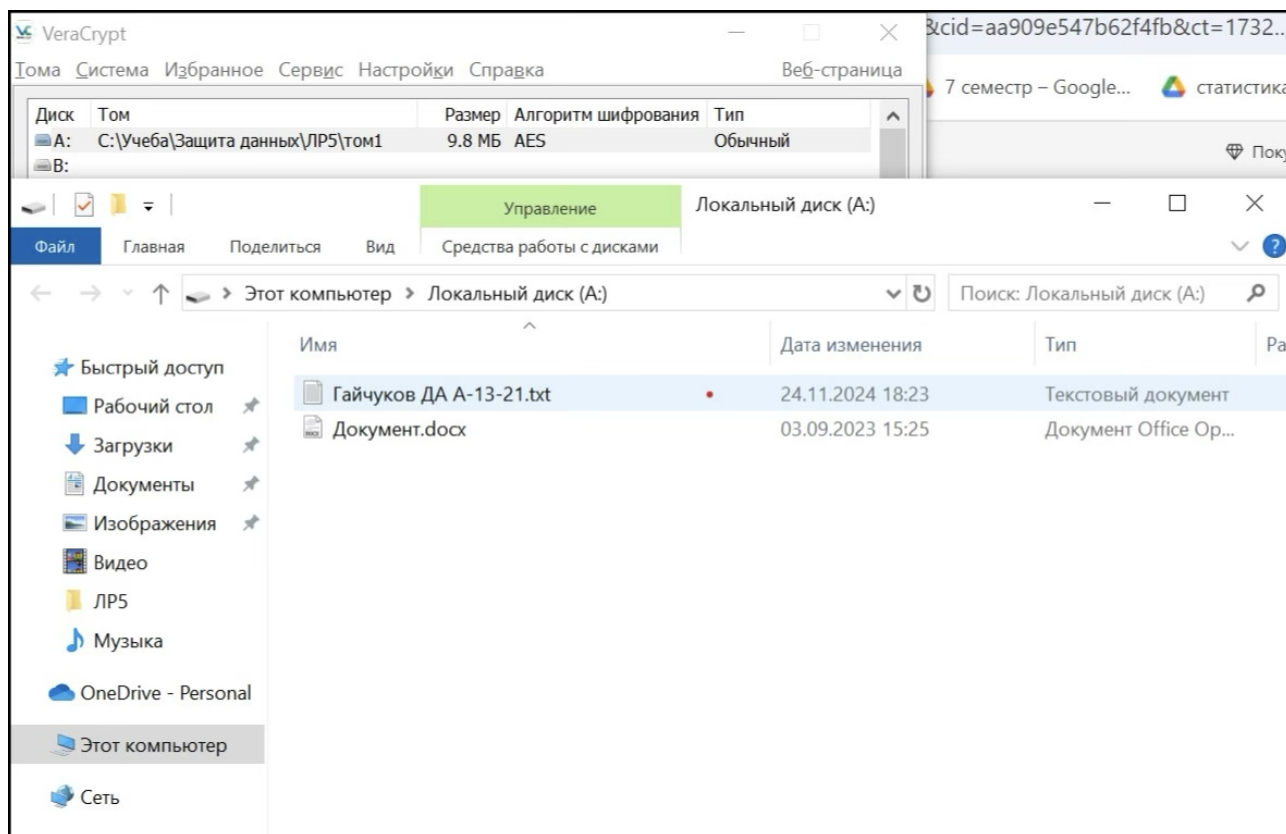 VeraCrypt
&cid=aa909e547b62f4fb&ct=1732...
Тома Система Избранное Сервис Настройки Справка Веб-страница
7 семестр – Google... статистика
Диск Том Размер Алгоритм шифрования Тип
A: C:\Учеба\Защита данных\ЛР5\том1 9.8 МБ AES Обычный
B:
Поку
Управление Локальный диск (A:)
Файл Главная Поделиться Вид Средства работы с дисками
Этот компьютер Локальный диск (A:) Поиск: Локальный диск (A:)
Имя Дата изменения Тип Ра
Быстрый доступ
Гайчуков ДА А-13-21.txt 24.11.2024 18:23 Текстовый документ
Рабочий стол
Документ.docx 03.09.2023 15:25 Документ Office Op...
Загрузки
Документы
Изображения
Видео
ЛР5
Музыка
OneDrive - Personal
Этот компьютер
Сеть